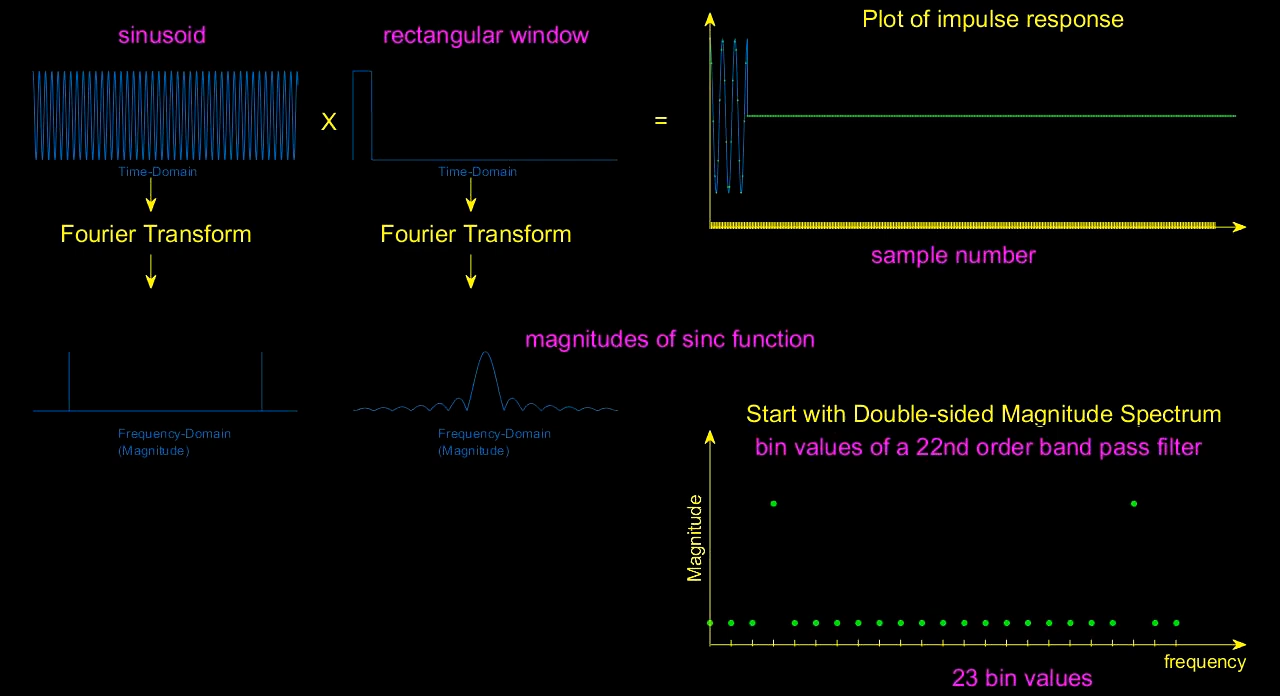 sinusoid
rectangular window
Plot of impulse response
X
=
Time-Domain
Time-Domain
Fourier Transform
Fourier Transform
sample number
magnitudes of sinc function
Frequency-Domain
(Magnitude)
Frequency-Domain
(Magnitude)
Start with Double-sided Magnitude Spectrum
bin values of a 22nd order band pass filter
Magnitude
frequency
23 bin values